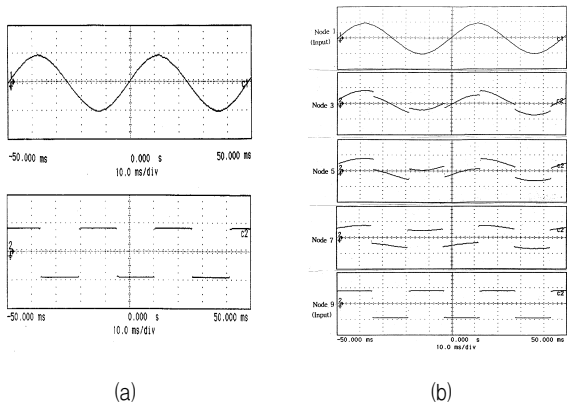 c1
-50.000 ms 0.000 s 50.000 ms
10.0 ms/div
c2
-50.000 ms 0.000 s 50.000 ms
10.0 ms/div
(a)
Node 1
(Input)
c1
Node 3
c2
Node 5
c2
Node 7
c2
Node 9
(Input)
c2
-50.000 ms 0.000 s 50.000 ms
10.0 ms/div
(b)